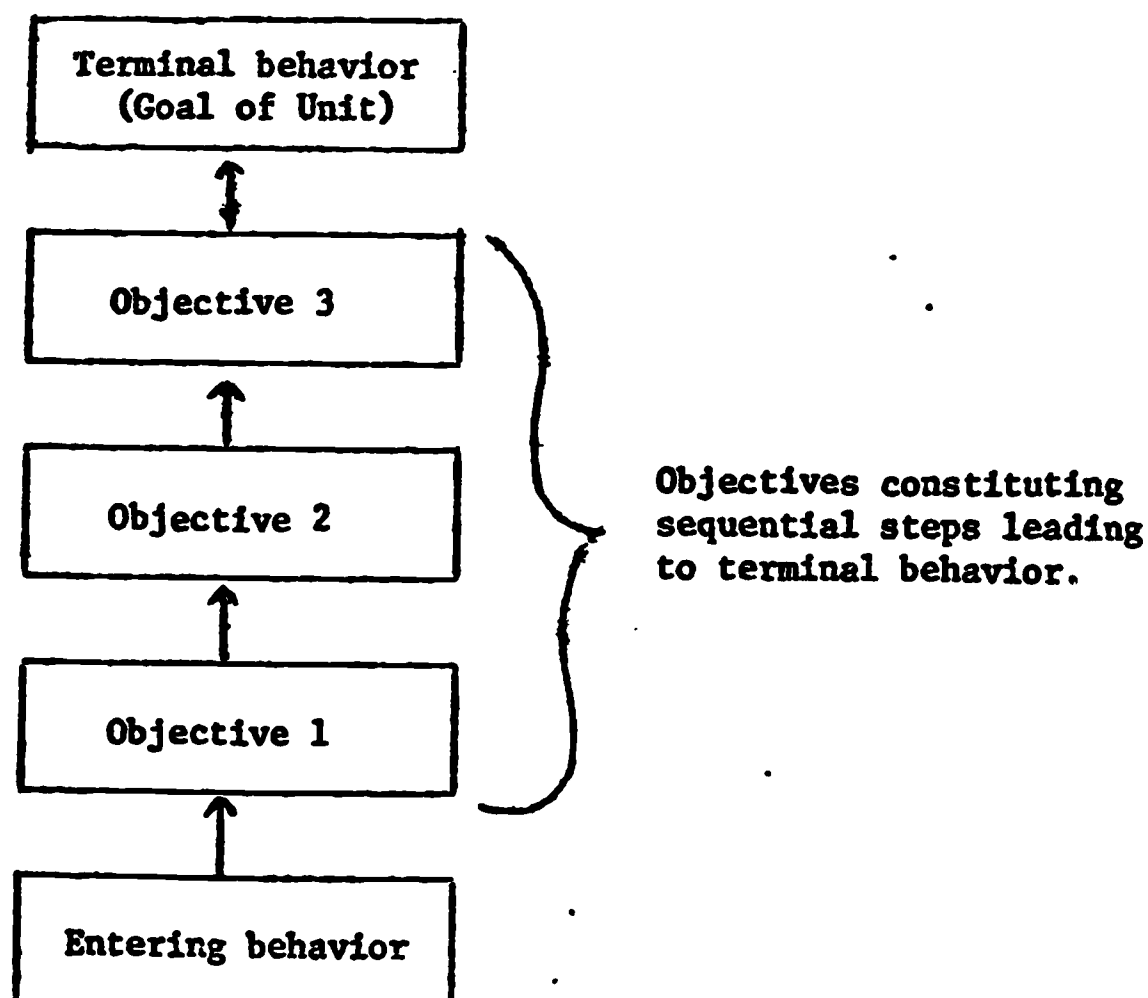 Terminal behavior
(Goal of Unit)
Objective 3
Objective 2
Objectives constituting
sequential steps leading
to terminal behavior.
Objective 1
Entering behavior